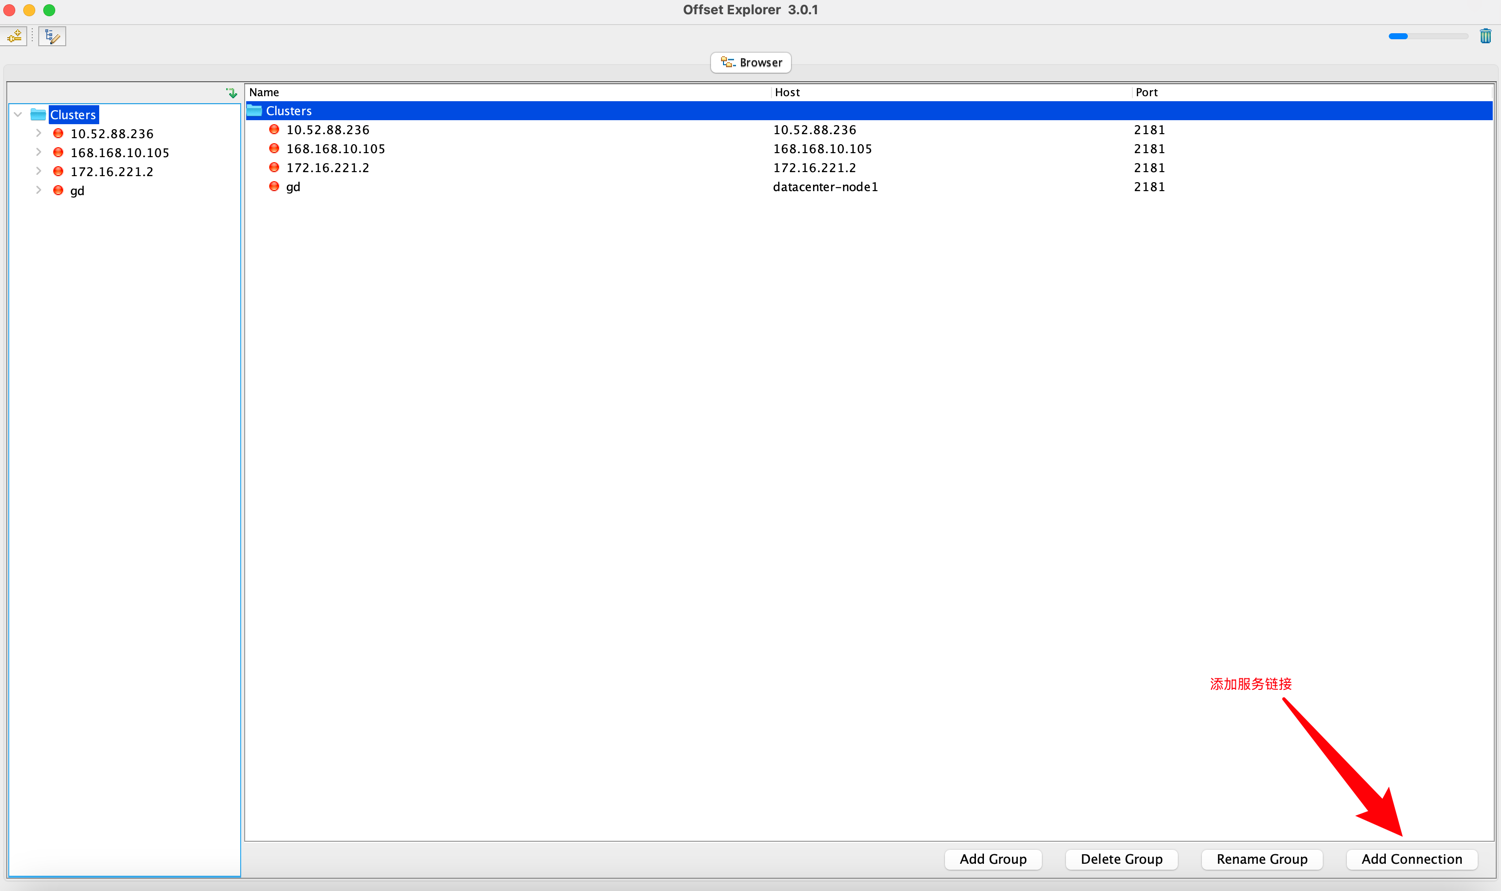 Offset Explorer 3.0.1
Browser
Name Host Port
Clusters
10.52.88.236
168.168.10.105
172.16.221.2
gd
Clusters
10.52.88.236 10.52.88.236 2181
168.168.10.105 168.168.10.105 2181
172.16.221.2 172.16.221.2 2181
gd datacenter-node1 2181
添加服务链接
Add Group Delete Group Rename Group Add Connection